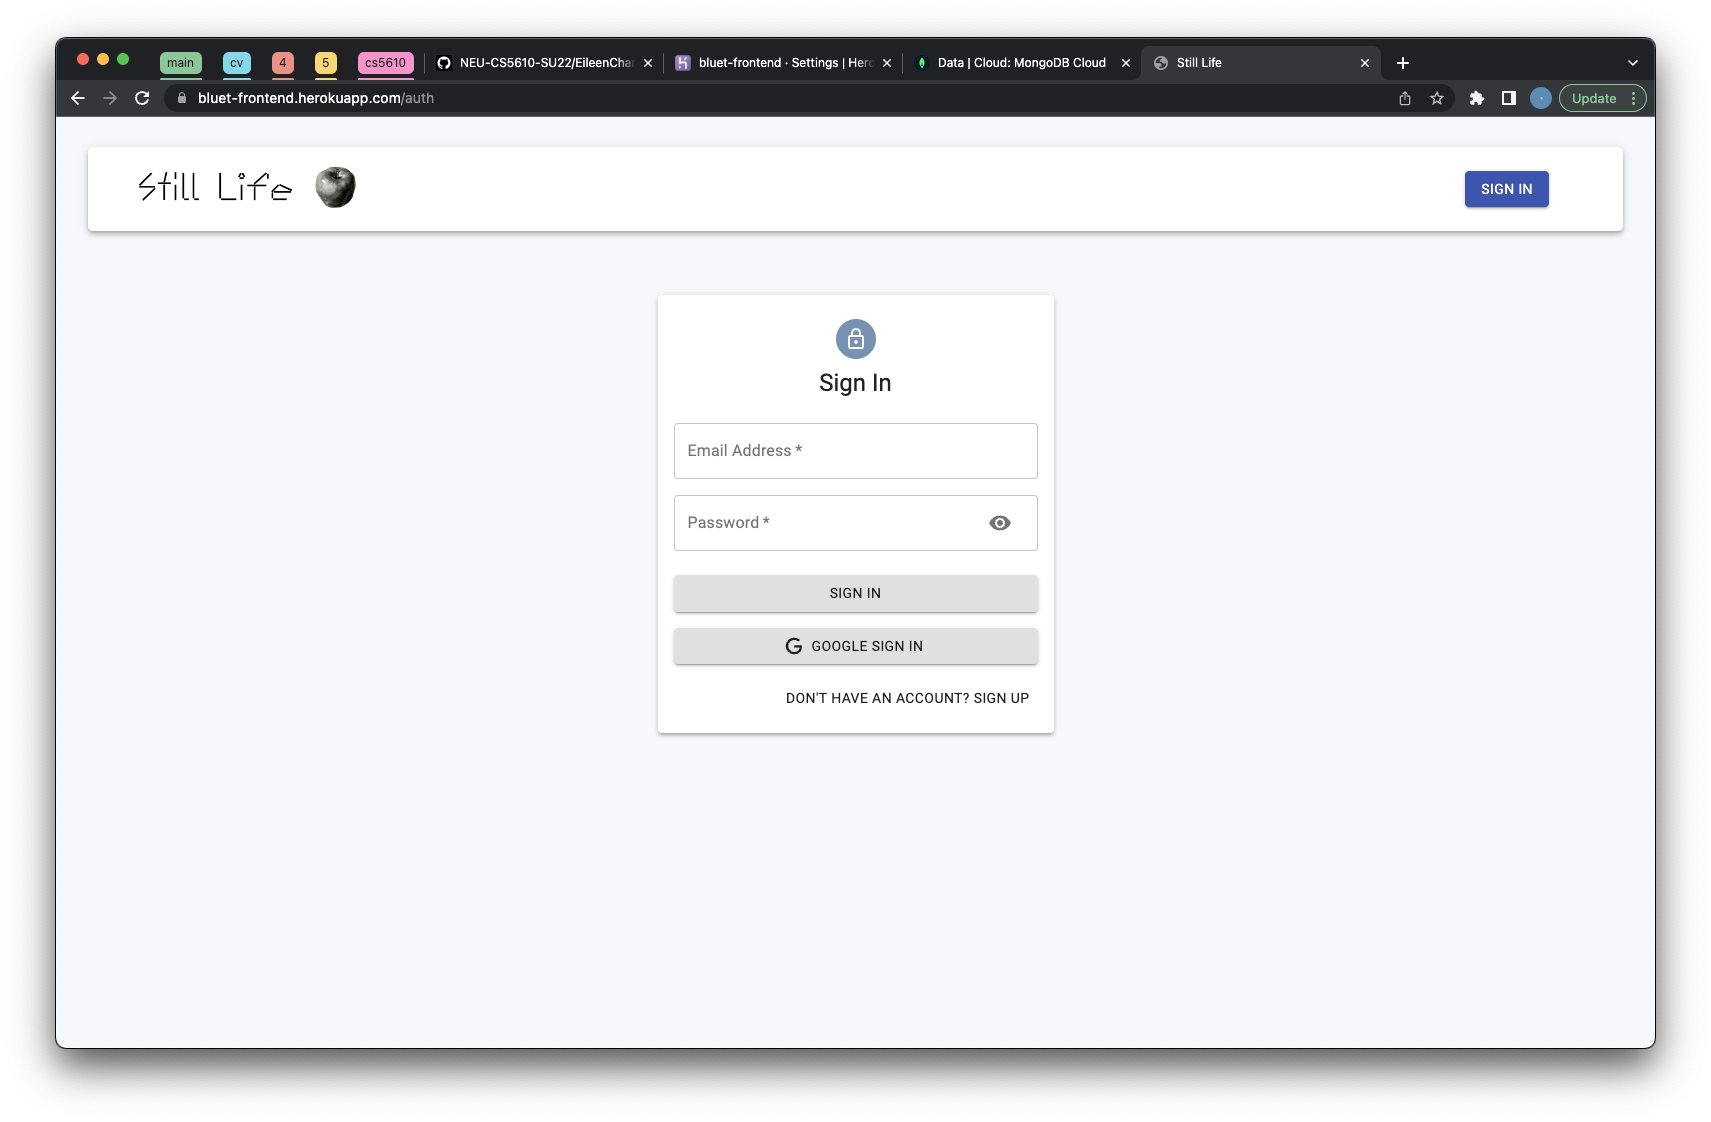 main
cv
4
5
cs5610
NEU-CS5610-SU22/EileenCha
bluet-frontend · Settings | Hero
Data | Cloud: MongoDB Cloud
Still Life
bluet-frontend.herokuapp.com/auth
Update
Still Life
SIGN IN
Sign In
Email Address *
Password *
SIGN IN
GOOGLE SIGN IN
DON'T HAVE AN ACCOUNT? SIGN UP